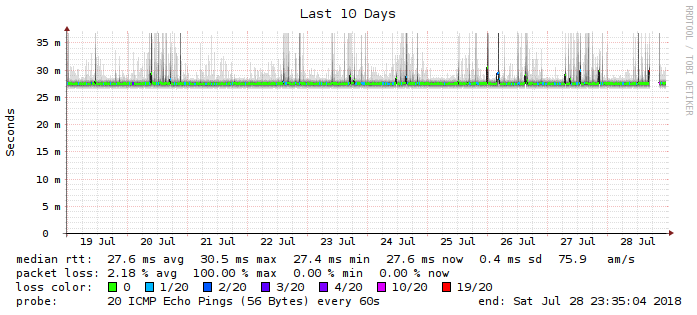 Last 10 Days
RRDTOOL / TOBI OETIKER
Seconds
35 m
30 m
25 m
20 m
15 m
10 m
5 m
0
19 Jul 20 Jul 21 Jul 22 Jul 23 Jul 24 Jul 25 Jul 26 Jul 27 Jul 28 Jul
median rtt: 27.6 ms avg 30.5 ms max 27.4 ms min 27.6 ms now 0.4 ms sd 75.9 am/s
packet loss: 2.18 % avg 100.00 % max 0.00 % min 0.00 % now
loss color: 0 1/20 2/20 3/20 4/20 10/20 19/20
probe: 20 ICMP Echo Pings (56 Bytes) every 60s end: Sat Jul 28 23:35:04 2018